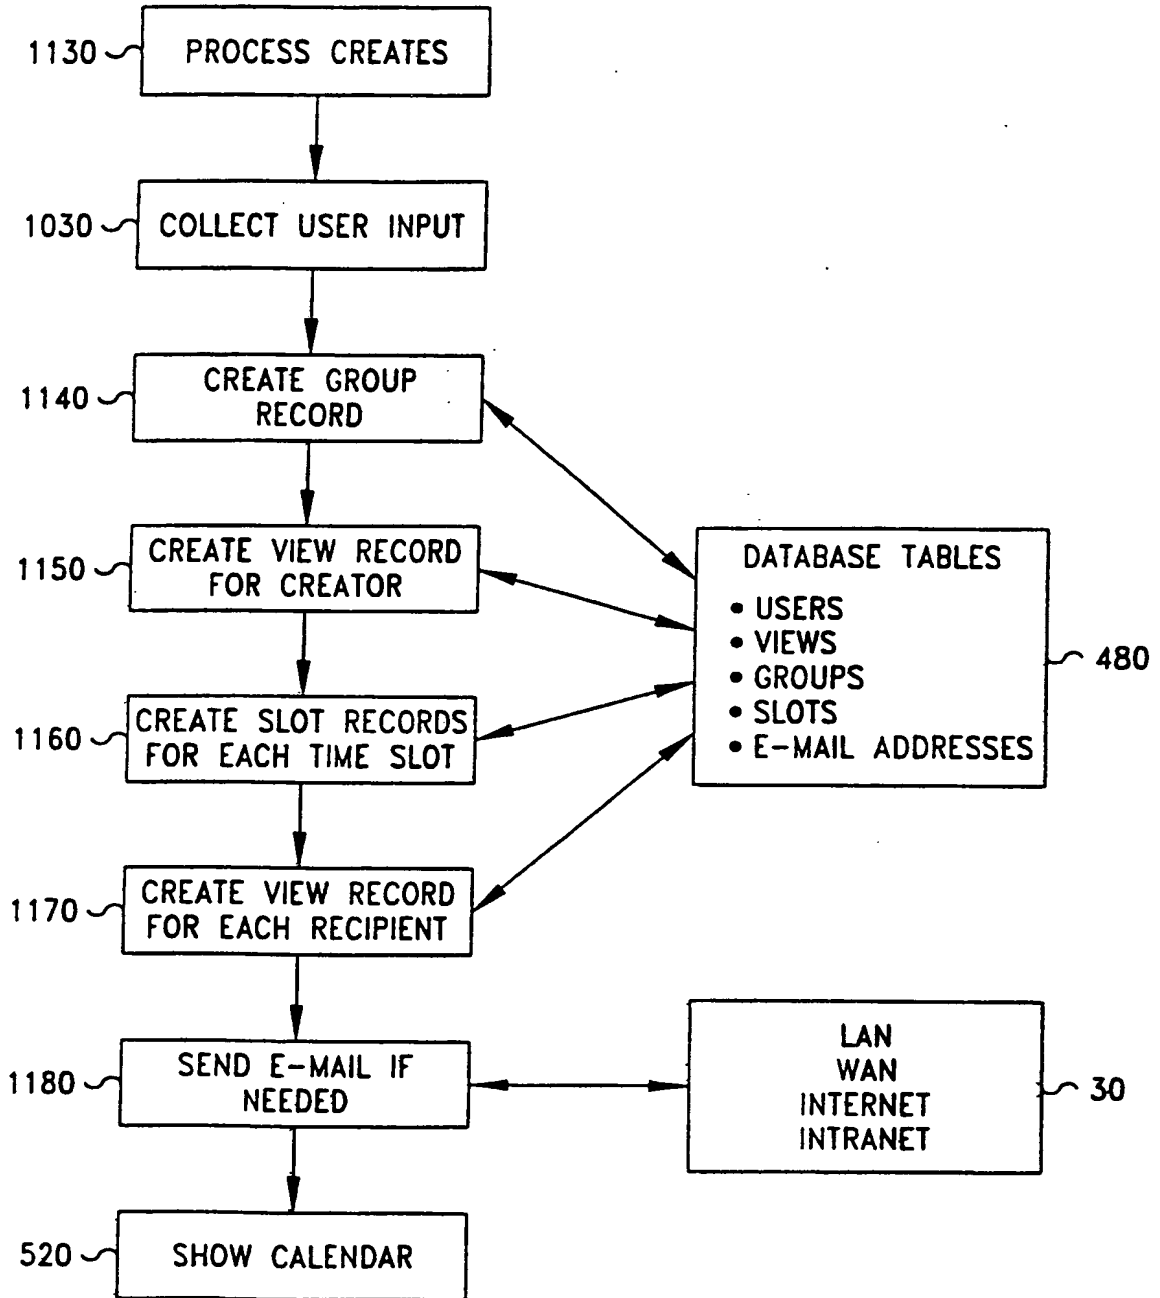 1130
PROCESS CREATES
1030
COLLECT USER INPUT
1140
CREATE GROUP
RECORD
1150
CREATE VIEW RECORD
FOR CREATOR
1160
CREATE SLOT RECORDS
FOR EACH TIME SLOT
1170
CREATE VIEW RECORD
FOR EACH RECIPIENT
1180
SEND E-MAIL IF
NEEDED
520
SHOW CALENDAR
DATABASE TABLES
• USERS
• VIEWS
• GROUPS
• SLOTS
• E-MAIL ADDRESSES
480
LAN
WAN
INTERNET
INTRANET
30